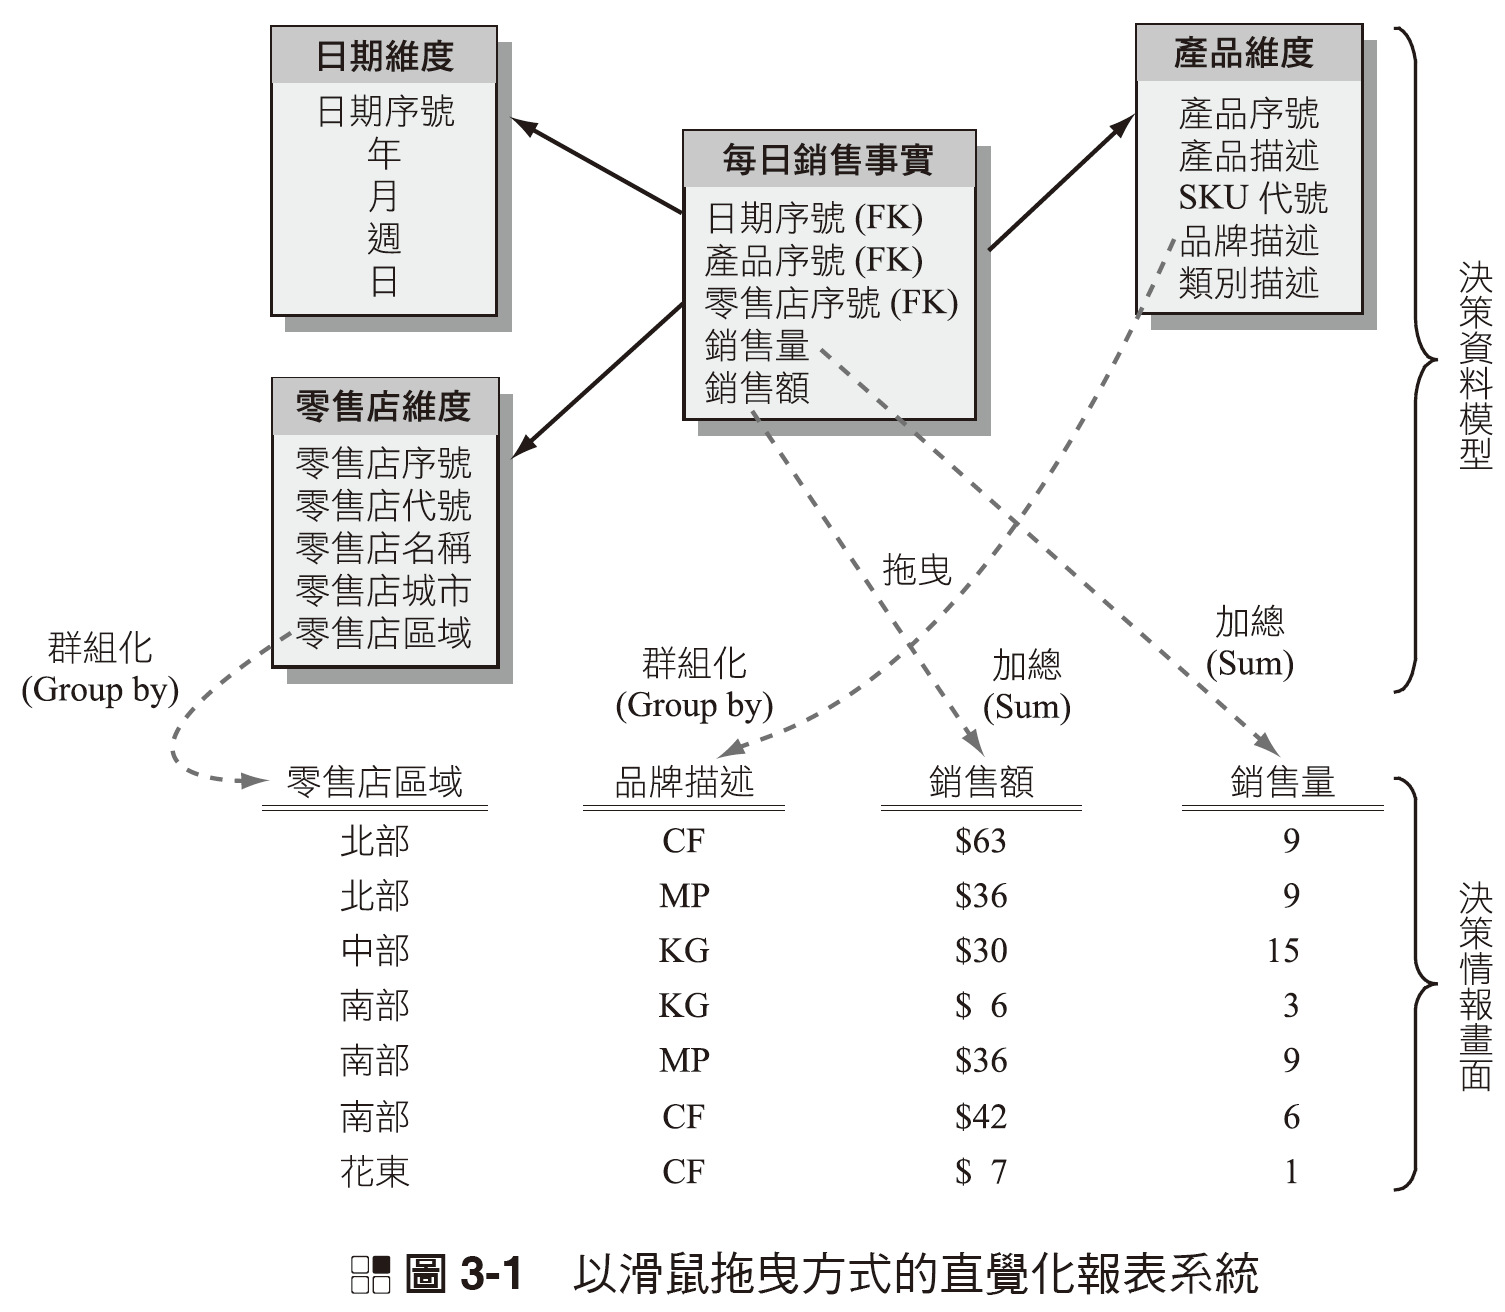 日期維度
日期序號
年
月
週
日
每日銷售事實
日期序號 (FK)
產品序號 (FK)
零售店序號 (FK)
銷售量
銷售額
產品維度
產品序號
產品描述
SKU 代號
品牌描述
類別描述
零售店維度
零售店序號
零售店代號
零售店名稱
零售店城市
零售店區域
決策資料模型
拖曳
群組化
(Group by)
群組化
(Group by)
加總
(Sum)
加總
(Sum)
零售店區域 品牌描述 銷售額 銷售量
北部 CF $63 9
北部 MP $36 9
中部 KG $30 15
南部 KG $ 6 3
南部 MP $36 9
南部 CF $42 6
花東 CF $ 7 1
決策情報畫面
圖 3-1 以滑鼠拖曳方式的直覺化報表系統